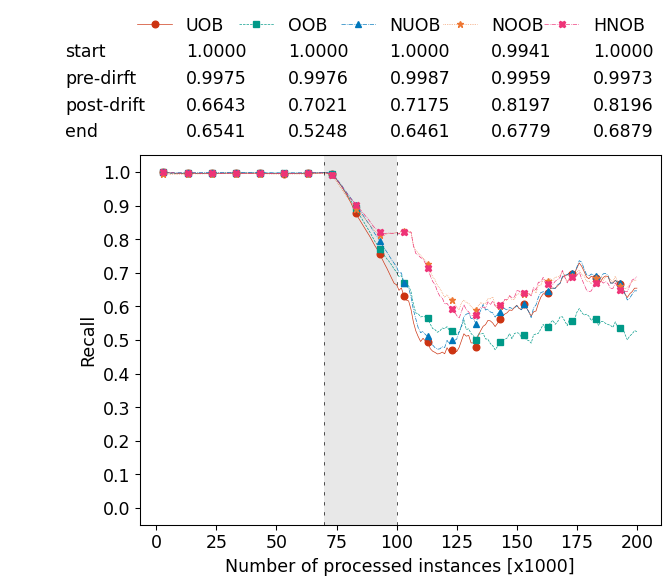 UOB OOB NUOB NOOB HNOB
start 1.0000 1.0000 1.0000 0.9941 1.0000
pre-dirft 0.9975 0.9976 0.9987 0.9959 0.9973
post-drift 0.6643 0.7021 0.7175 0.8197 0.8196
end 0.6541 0.5248 0.6461 0.6779 0.6879
1.0
0.9
0.8
0.7
0.6
0.5
0.4
0.3
0.2
0.1
0.0
Recall
0 25 50 75 100 125 150 175 200
Number of processed instances [x1000]